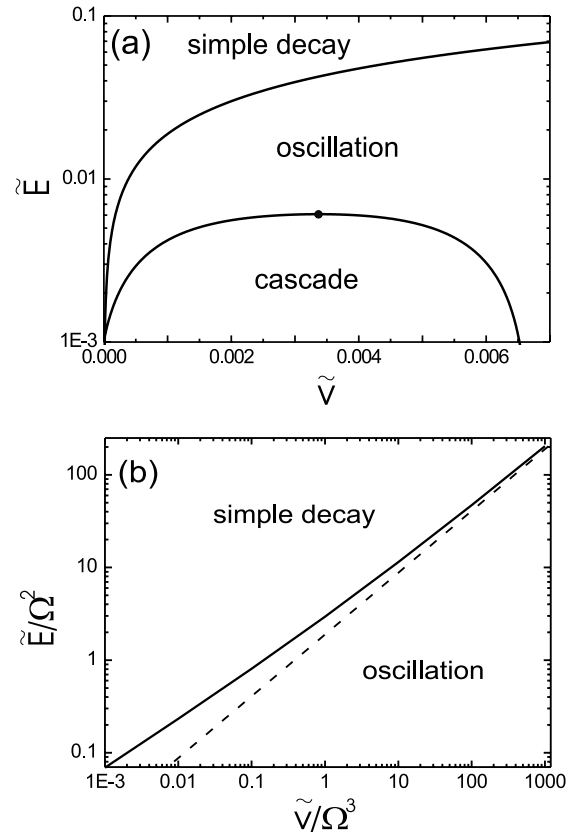 (a)
simple decay
oscillation
cascade
0.1
0.01
1E-3
Ẽ
0.000
0.002
0.004
0.006
Ṽ
(b)
simple decay
oscillation
100
10
1
0.1
Ẽ/Ω²
1E-3
0.01
0.1
1
10
100
1000
Ṽ/Ω³